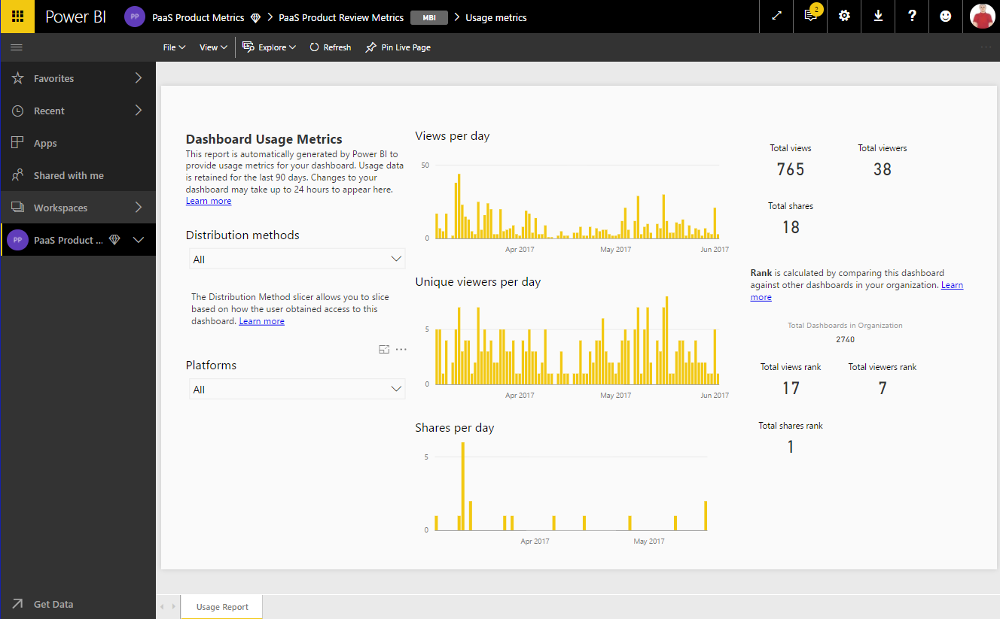 Power BI
PP
PaaS Product Metrics
PaaS Product Review Metrics
MBI
Usage metrics
2
?
File
View
Explore
Refresh
Pin Live Page
Favorites
Recent
Apps
Shared with me
Workspaces
PP
PaaS Product ...
Get Data
Dashboard Usage Metrics
This report is automatically generated by Power BI to
provide usage metrics for your dashboard. Usage data
is retained for the last 90 days. Changes to your
dashboard may take up to 24 hours to appear here.
Learn more
Distribution methods
All
The Distribution Method slicer allows you to slice
based on how the user obtained access to this
dashboard. Learn more
Platforms
All
Views per day
50
0
Apr 2017
May 2017
Jun 2017
Unique viewers per day
5
0
Apr 2017
May 2017
Jun 2017
Shares per day
5
0
Apr 2017
May 2017
Total views
765
Total viewers
38
Total shares
18
Rank is calculated by comparing this dashboard
against other dashboards in your organization. Learn
more
Total Dashboards in Organization
2740
Total views rank
17
Total viewers rank
7
Total shares rank
1
Usage Report